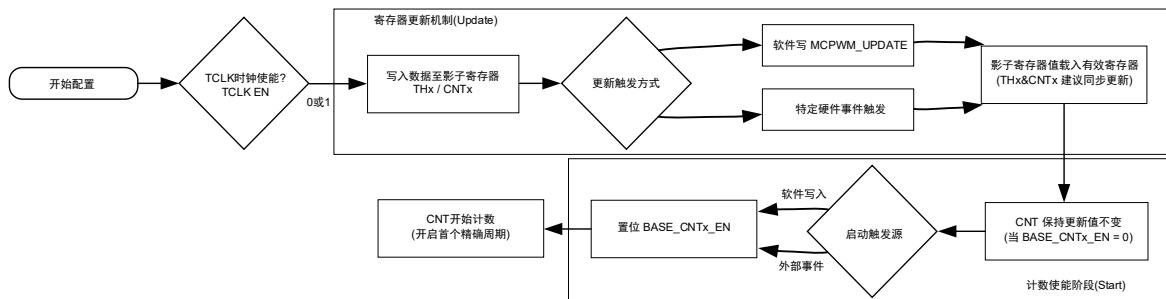 寄存器更新机制(Update)
开始配置
TCLK时钟使能?
TCLK EN
0或1
写入数据至影子寄存器
THx / CNTx
更新触发方式
软件写 MCPWM_UPDATE
特定硬件事件触发
影子寄存器值载入有效寄存器
(THx&CNTx 建议同步更新)
CNT 保持更新值不变
(当 BASE_CNTx_EN = 0)
启动触发源
软件写入
外部事件
置位 BASE_CNTx_EN
CNT开始计数
(开启首个精确周期)
计数使能阶段(Start)